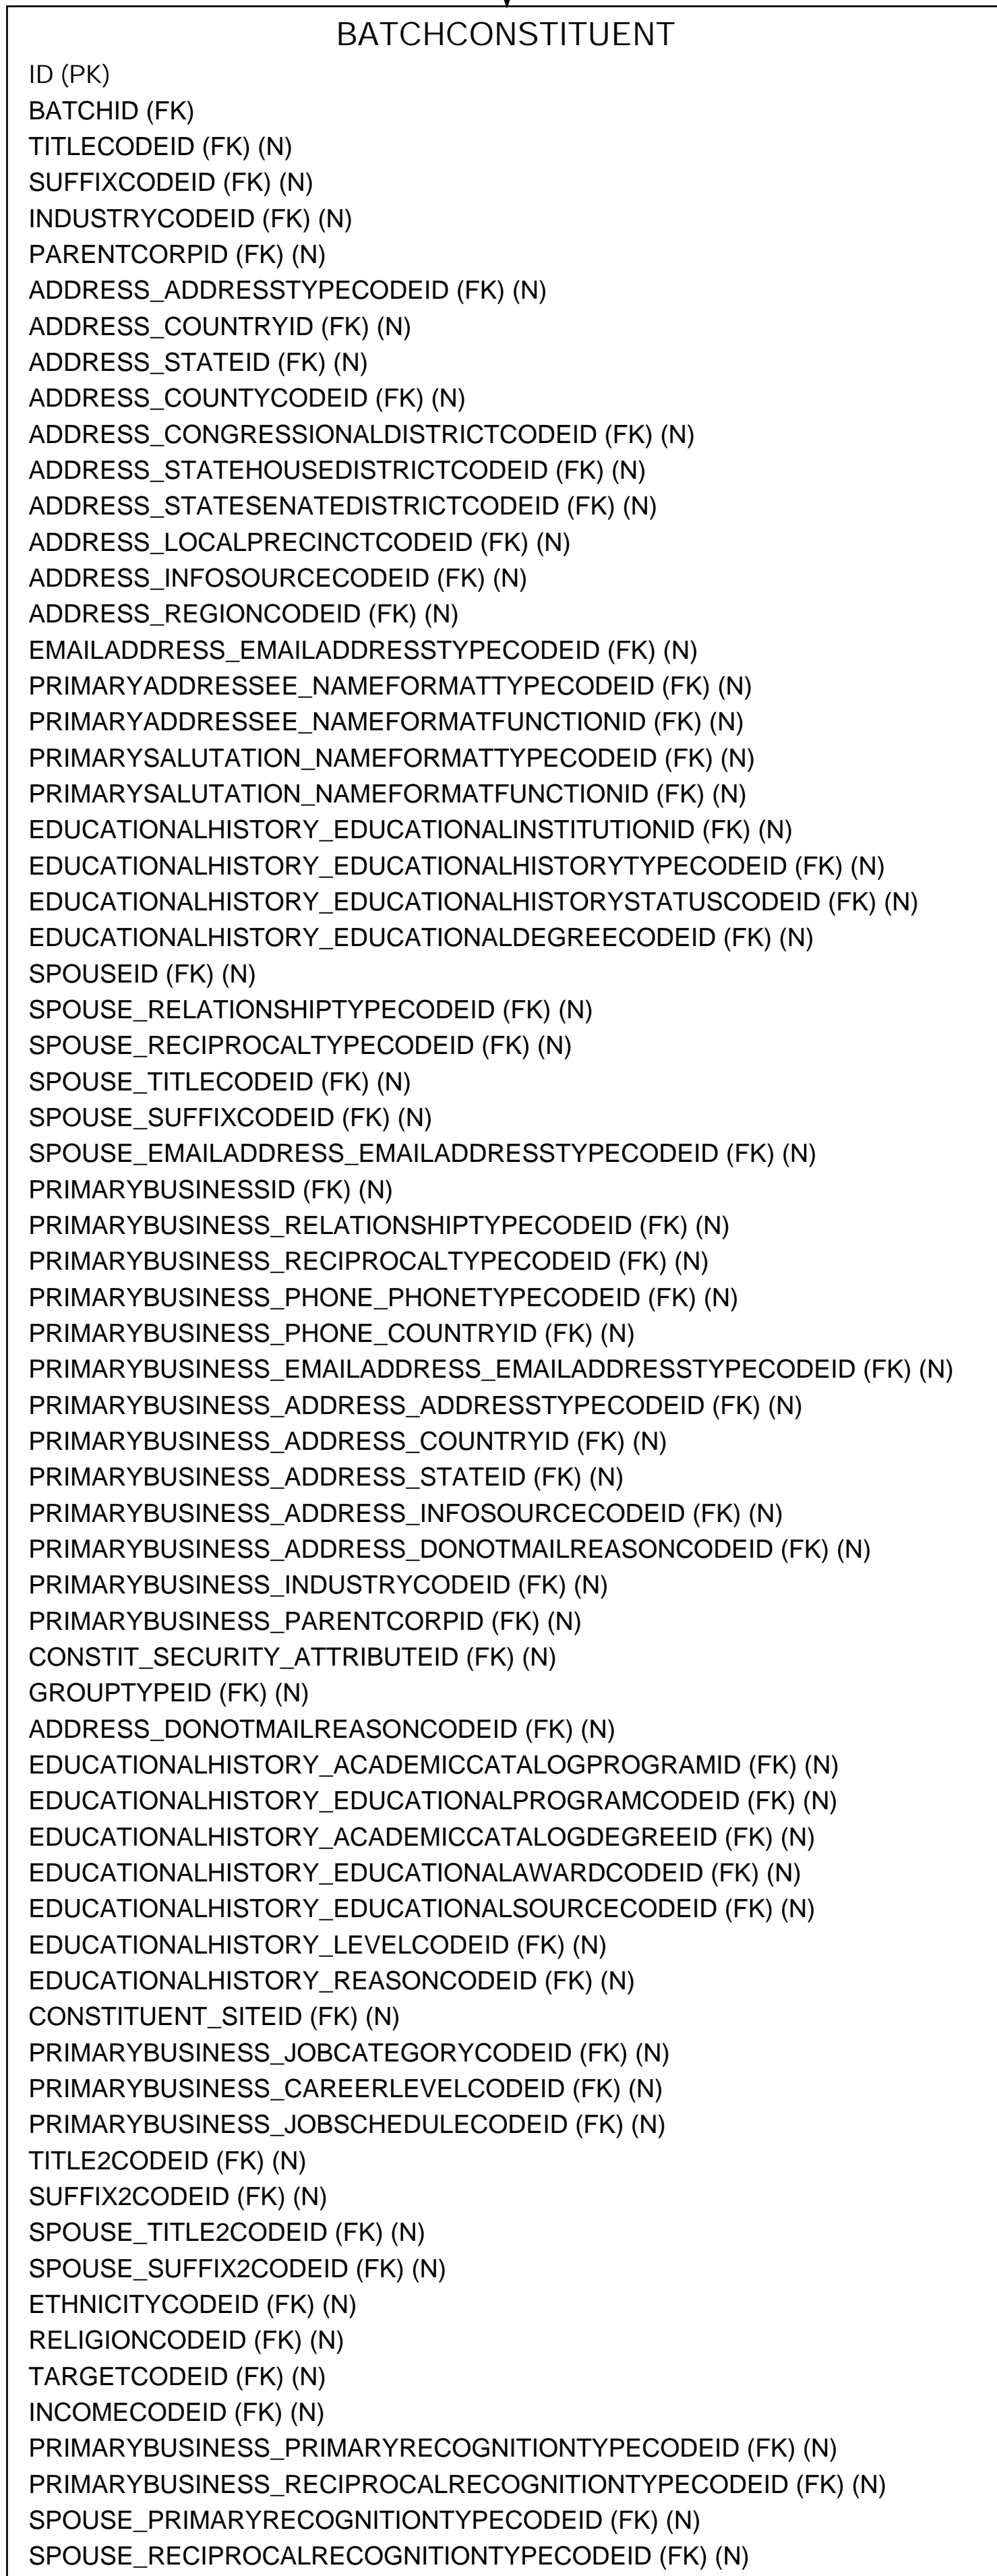 BATCHCONSTITUENT
ID (PK)
BATCHID (FK)
TITLECODEID (FK) (N)
SUFFIXCODEID (FK) (N)
INDUSTRYCODEID (FK) (N)
PARENTCORPID (FK) (N)
ADDRESS_ADDRESSTYPECODEID (FK) (N)
ADDRESS_COUNTRYID (FK) (N)
ADDRESS_STATEID (FK) (N)
ADDRESS_COUNTYCODEID (FK) (N)
ADDRESS_CONGRESSIONALDISTRICTCODEID (FK) (N)
ADDRESS_STATEHOUSEDISTRICTCODEID (FK) (N)
ADDRESS_STATESENATEDISTRICTCODEID (FK) (N)
ADDRESS_LOCALPRECINCTCODEID (FK) (N)
ADDRESS_INFOSOURCECODEID (FK) (N)
ADDRESS_REGIONCODEID (FK) (N)
EMAILADDRESS_EMAILADDRESSTYPECODEID (FK) (N)
PRIMARYADDRESSEE_NAMEFORMATTYPECODEID (FK) (N)
PRIMARYADDRESSEE_NAMEFORMATFUNCTIONID (FK) (N)
PRIMARYSALUTATION_NAMEFORMATTYPECODEID (FK) (N)
PRIMARYSALUTATION_NAMEFORMATFUNCTIONID (FK) (N)
EDUCATIONALHISTORY_EDUCATIONALINSTITUTIONID (FK) (N)
EDUCATIONALHISTORY_EDUCATIONALHISTORYTYPECODEID (FK) (N)
EDUCATIONALHISTORY_EDUCATIONALHISTORYSTATUSCODEID (FK) (N)
EDUCATIONALHISTORY_EDUCATIONALDEGREECODEID (FK) (N)
SPOUSEID (FK) (N)
SPOUSE_RELATIONSHIPTYPECODEID (FK) (N)
SPOUSE_RECIPROCALTYPECODEID (FK) (N)
SPOUSE_TITLECODEID (FK) (N)
SPOUSE_SUFFIXCODEID (FK) (N)
SPOUSE_EMAILADDRESS_EMAILADDRESSTYPECODEID (FK) (N)
PRIMARYBUSINESSID (FK) (N)
PRIMARYBUSINESS_RELATIONSHIPTYPECODEID (FK) (N)
PRIMARYBUSINESS_RECIPROCALTYPECODEID (FK) (N)
PRIMARYBUSINESS_PHONE_PHONETYPECODEID (FK) (N)
PRIMARYBUSINESS_PHONE_COUNTRYID (FK) (N)
PRIMARYBUSINESS_EMAILADDRESS_EMAILADDRESSTYPECODEID (FK) (N)
PRIMARYBUSINESS_ADDRESS_ADDRESSTYPECODEID (FK) (N)
PRIMARYBUSINESS_ADDRESS_COUNTRYID (FK) (N)
PRIMARYBUSINESS_ADDRESS_STATEID (FK) (N)
PRIMARYBUSINESS_ADDRESS_INFOSOURCECODEID (FK) (N)
PRIMARYBUSINESS_ADDRESS_DONOTMAILREASONCODEID (FK) (N)
PRIMARYBUSINESS_INDUSTRYCODEID (FK) (N)
PRIMARYBUSINESS_PARENTCORPID (FK) (N)
CONSTIT_SECURITY_ATTRIBUTEID (FK) (N)
GROUPTYPEID (FK) (N)
ADDRESS_DONOTMAILREASONCODEID (FK) (N)
EDUCATIONALHISTORY_ACADEMICCATALOGPROGRAMID (FK) (N)
EDUCATIONALHISTORY_EDUCATIONALPROGRAMCODEID (FK) (N)
EDUCATIONALHISTORY_ACADEMICCATALOGDEGREEID (FK) (N)
EDUCATIONALHISTORY_EDUCATIONALAWARDCODEID (FK) (N)
EDUCATIONALHISTORY_EDUCATIONALSOURCECODEID (FK) (N)
EDUCATIONALHISTORY_LEVELCODEID (FK) (N)
EDUCATIONALHISTORY_REASONCODEID (FK) (N)
CONSTITUENT_SITEID (FK) (N)
PRIMARYBUSINESS_JOBCATEGORYCODEID (FK) (N)
PRIMARYBUSINESS_CAREERLEVELCODEID (FK) (N)
PRIMARYBUSINESS_JOBSCHEDULECODEID (FK) (N)
TITLE2CODEID (FK) (N)
SUFFIX2CODEID (FK) (N)
SPOUSE_TITLE2CODEID (FK) (N)
SPOUSE_SUFFIX2CODEID (FK) (N)
ETHNICITYCODEID (FK) (N)
RELIGIONCODEID (FK) (N)
TARGETCODEID (FK) (N)
INCOMECODEID (FK) (N)
PRIMARYBUSINESS_PRIMARYRECOGNITIONTYPECODEID (FK) (N)
PRIMARYBUSINESS_RECIPROCALRECOGNITIONTYPECODEID (FK) (N)
SPOUSE_PRIMARYRECOGNITIONTYPECODEID (FK) (N)
SPOUSE_RECIPROCALRECOGNITIONTYPECODEID (FK) (N)